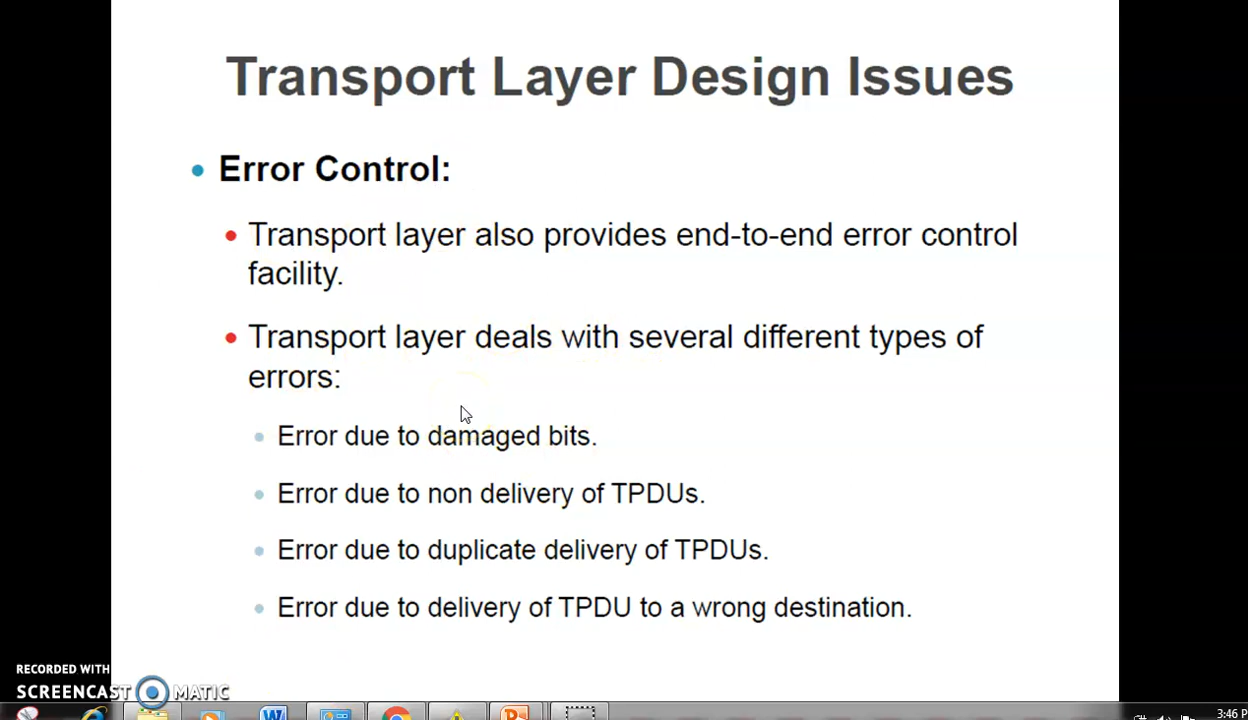 Transport Layer Design Issues
Error Control:
Transport layer also provides end-to-end error control
facility.
Transport layer deals with several different types of
errors:
Error due to damaged bits.
Error due to non delivery of TPDUs.
Error due to duplicate delivery of TPDUs.
Error due to delivery of TPDU to a wrong destination.
RECORDED WITH
SCREENCAST MATIC
3:46 P